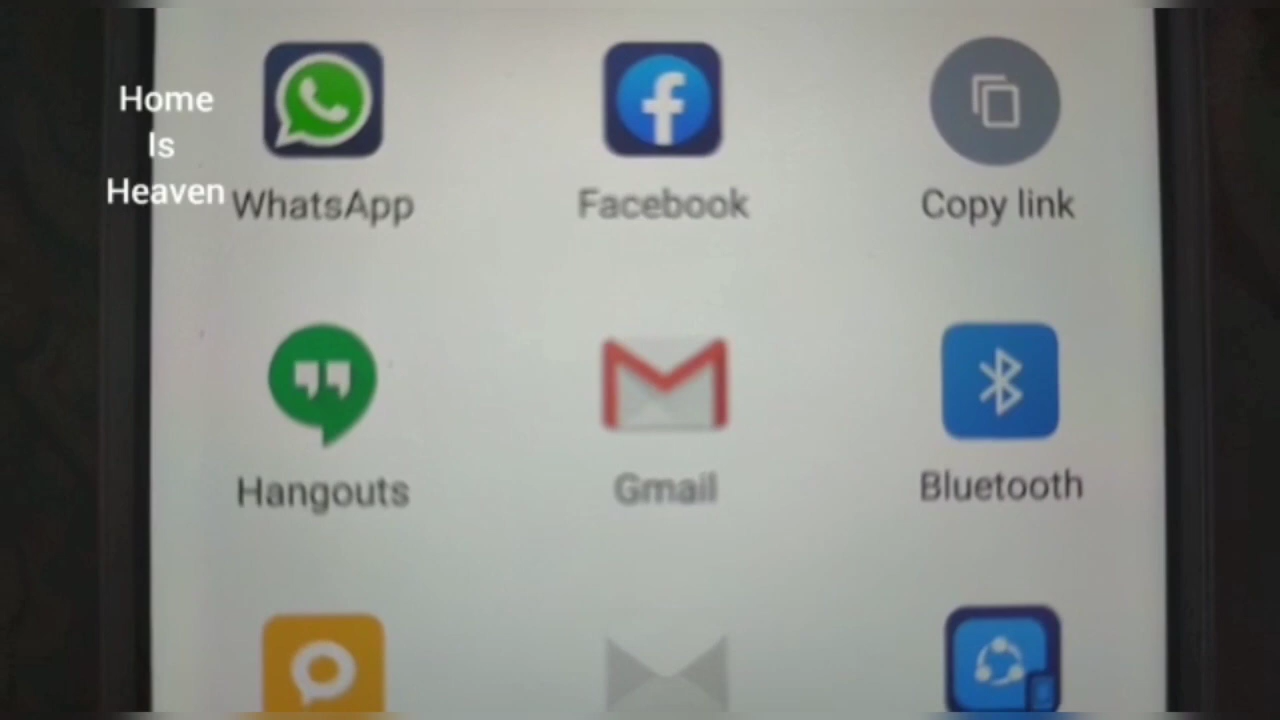 Home
Is
Heaven
WhatsApp
Facebook
Copy link
Hangouts
Gmail
Bluetooth